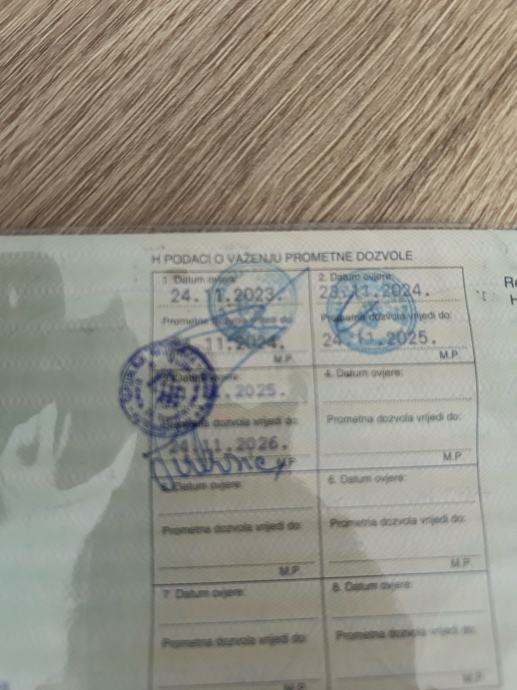 H PODACI O VAŽENJU PROMETNE DOZVOLE
1. Datum ovjere:
24.11.2023.
Prometna dozvola vrijedi do:
11.2024.
M.P.
2. Datum ovjere:
23.11.2024.
Prometna dozvola vrijedi do:
24.11.2025.
M.P.
Datum ovjere:
.2025.
Prometna dozvola vrijedi do:
.11.2026.
M.P.
4. Datum ovjere:
Prometna dozvola vrijedi do:
M.P.
Datum ovjere:
Prometna dozvola vrijedi do:
M.P.
6. Datum ovjere:
Prometna dozvola vrijedi do:
M.P.
7. Datum ovjere:
Prometna dozvola vrijedi do:
M.P.
8. Datum ovjere:
Prometna dozvola vrijedi do:
M.P.